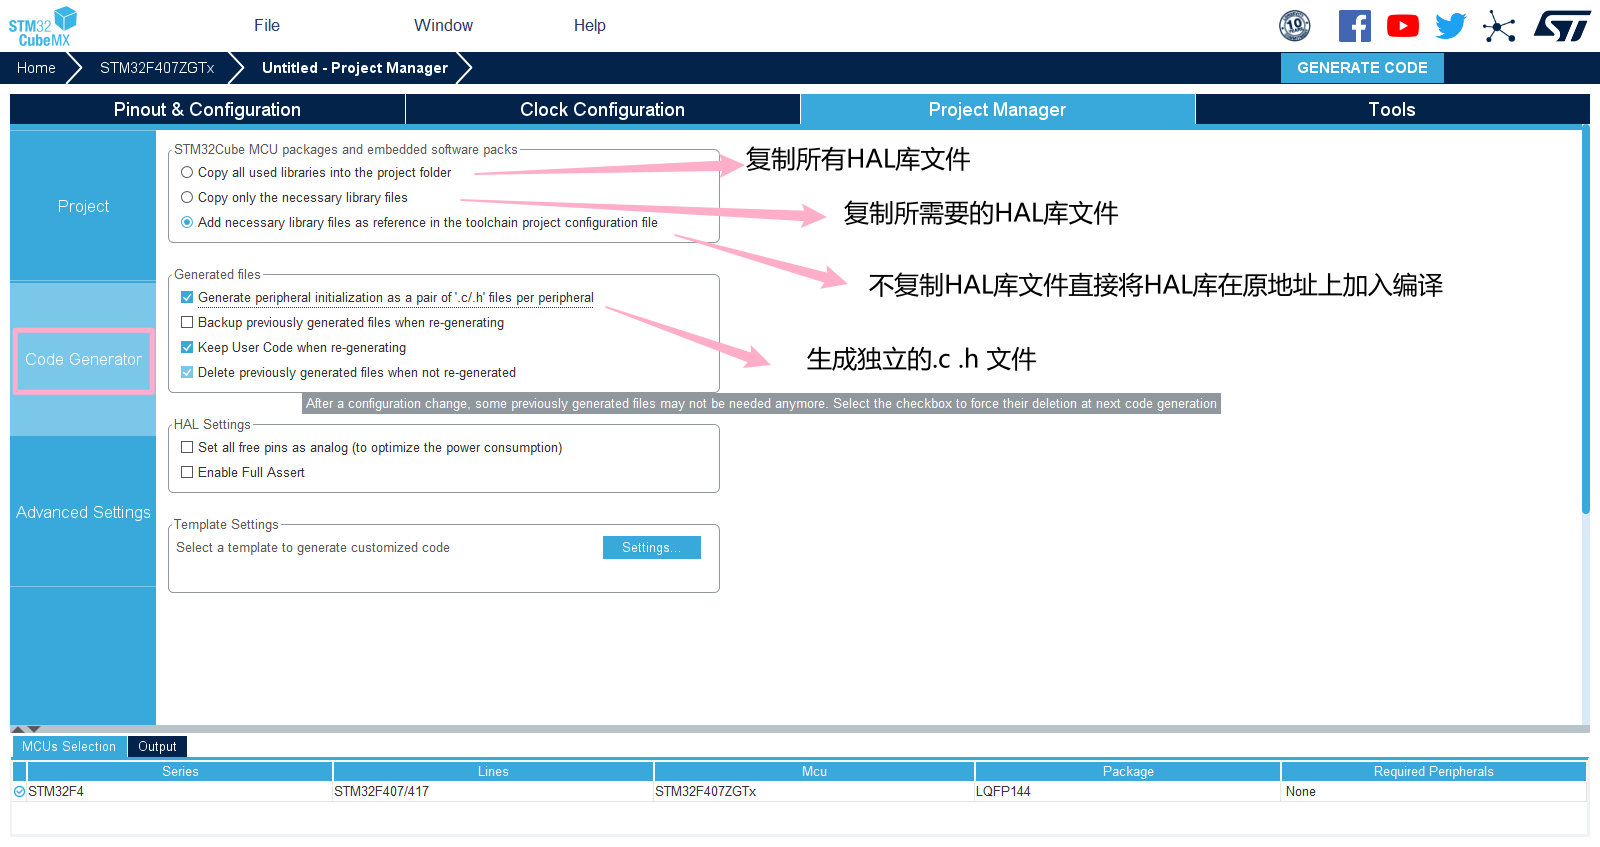 STM32
CubeMX
File
Window
Help
10
Home
STM32F407ZGTx
Untitled - Project Manager
GENERATE CODE
Pinout & Configuration
Clock Configuration
Project Manager
Tools
Project
Code Generator
Advanced Settings
STM32Cube MCU packages and embedded software packs
Copy all used libraries into the project folder
Copy only the necessary library files
Add necessary library files as reference in the toolchain project configuration file
复制所有HAL库文件
复制所需要的HAL库文件
不复制HAL库文件直接将HAL库在原地址上加入编译
Generated files
Generate peripheral initialization as a pair of '.c/.h' files per peripheral
Backup previously generated files when re-generating
Keep User Code when re-generating
Delete previously generated files when not re-generated
生成独立的.c .h 文件
After a configuration change, some previously generated files may not be needed anymore. Select the checkbox to force their deletion at next code generation
HAL Settings
Set all free pins as analog (to optimize the power consumption)
Enable Full Assert
Template Settings
Select a template to generate customized code
Settings...
MCUs Selection
Output
Series
Lines
Mcu
Package
Required Peripherals
STM32F4
STM32F407/417
STM32F407ZGTx
LQFP144
None